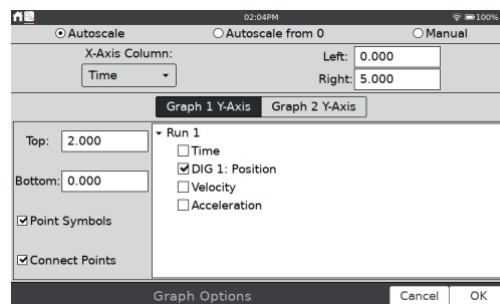 02:04PM 100%
Autoscale Autoscale from 0 Manual
X-Axis Column:
Time
Left: 0.000
Right: 5.000
Graph 1 Y-Axis Graph 2 Y-Axis
Top: 2.000
Bottom: 0.000
Point Symbols
Connect Points
Run 1
Time
DIG 1: Position
Velocity
Acceleration
Graph Options Cancel OK